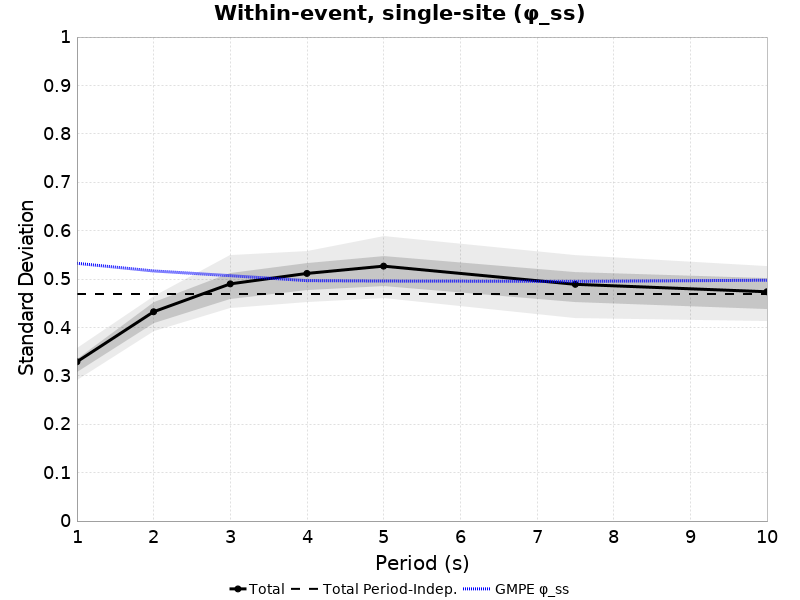 Within-event, single-site (φ_ss)
Standard Deviation
1
0.9
0.8
0.7
0.6
0.5
0.4
0.3
0.2
0.1
0
1 2 3 4 5 6 7 8 9 10
Period (s)
Total Total Period-Indep. GMPE φ_ss